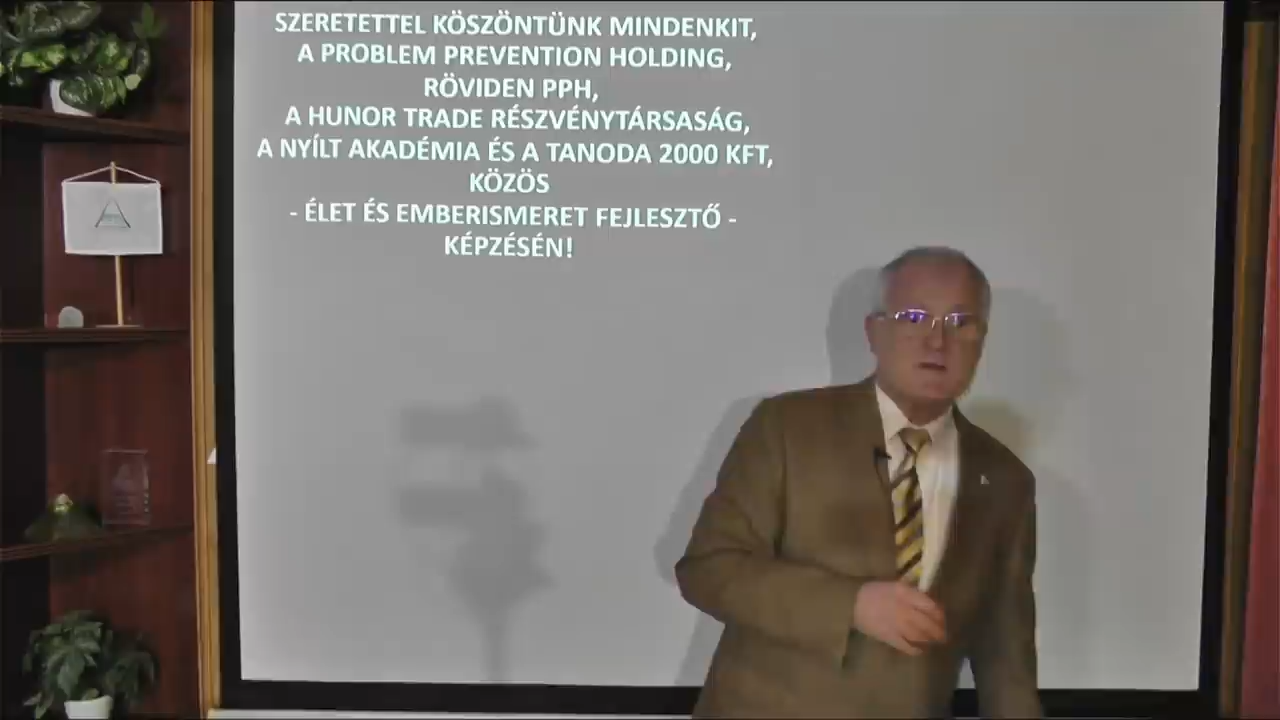 SZERETETTEL KÖSZÖNTÜNK MINDENKIT,
A PROBLEM PREVENTION HOLDING,
RÖVIDEN PPH,
A HUNOR TRADE RÉSZVÉNYTÁRSASÁG,
A NYÍLT AKADÉMIA ÉS A TANODA 2000 KFT,
KÖZÖS
- ÉLET ÉS EMBERISMERET FEJLESZTŐ -
KÉPZÉSÉN!